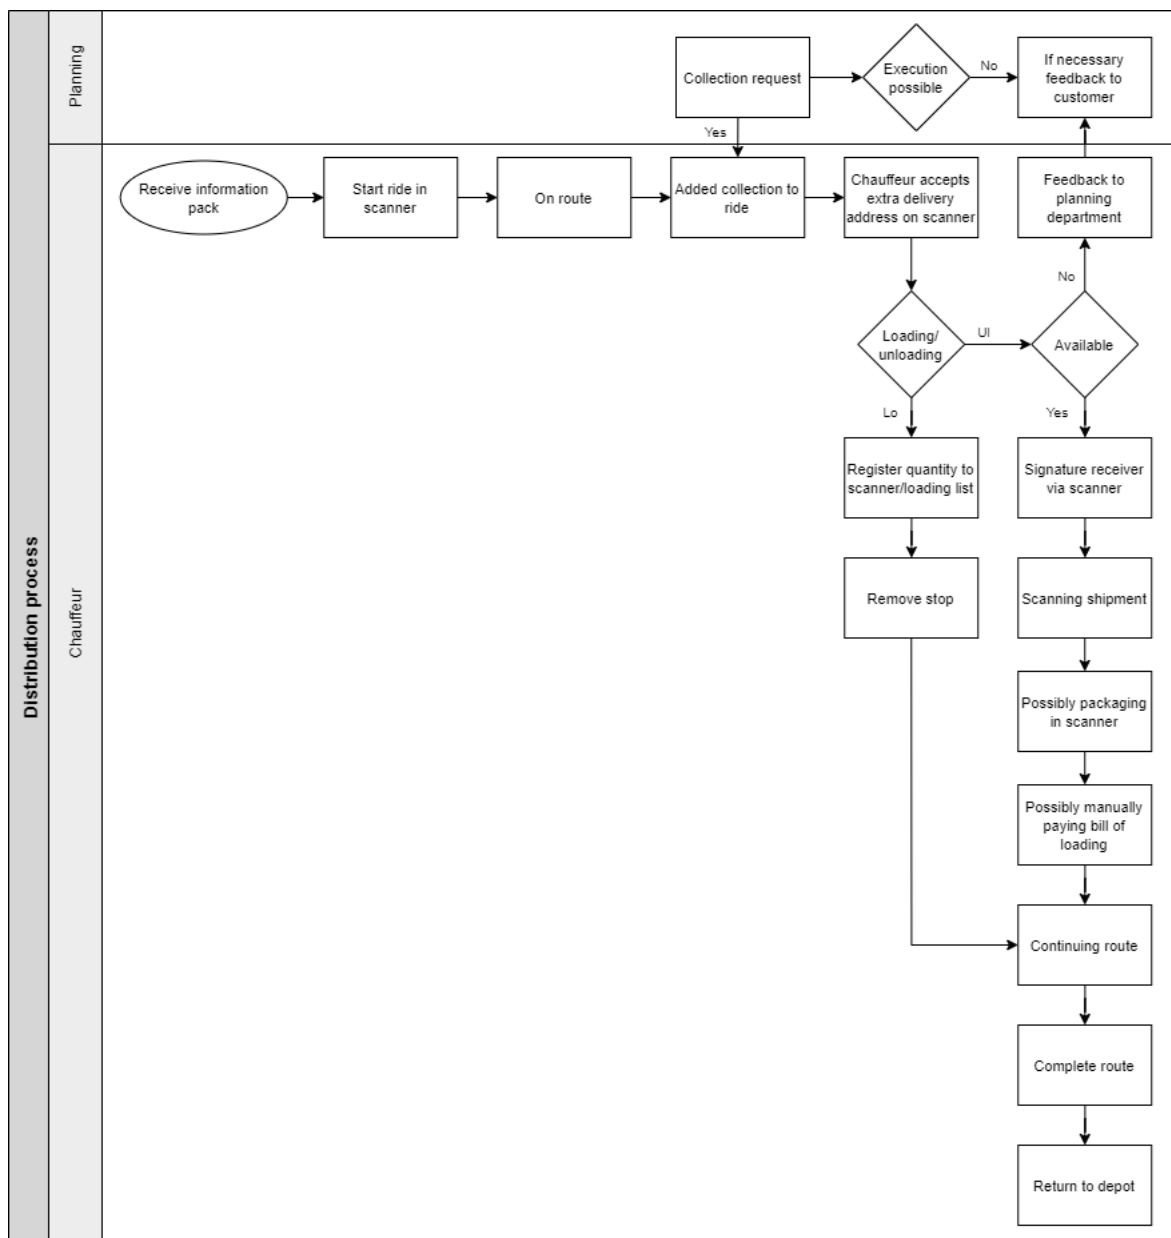 Distribution process
Planning
Collection request
Execution
possible
No
If necessary
feedback to
customer
Yes
Chauffeur
Receive information
pack
Start ride in
scanner
On route
Added collection to
ride
Chauffeur accepts
extra delivery
address on scanner
Feedback to
planning
department
No
Loading/
unloading
Ul
Available
Lo
Yes
Register quantity to
scanner/loading list
Signature receiver
via scanner
Remove stop
Scanning shipment
Possibly packaging
in scanner
Possibly manually
paying bill of
loading
Continuing route
Complete route
Return to depot